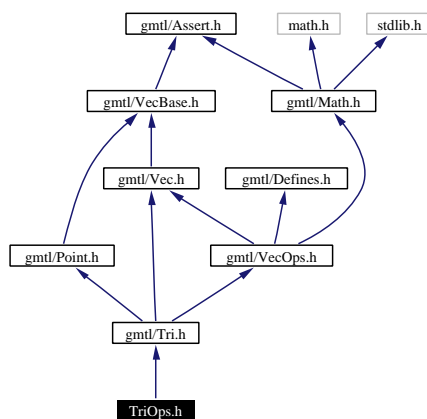 gmtl/Assert.h
math.h
stdlib.h
gmtl/VecBase.h
gmtl/Math.h
gmtl/Vec.h
gmtl/Defines.h
gmtl/Point.h
gmtl/VecOps.h
gmtl/Tri.h
TriOps.h